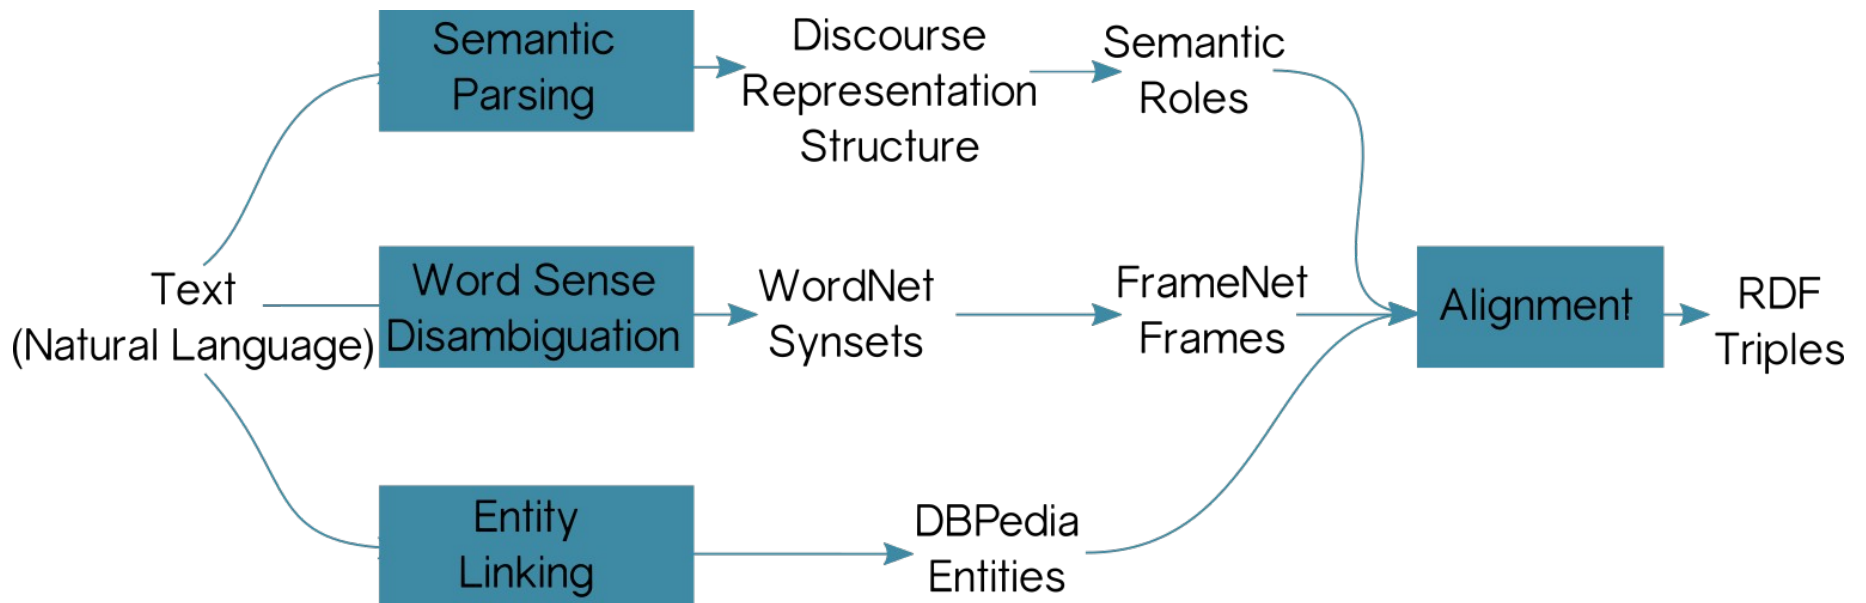 Semantic
Parsing
Discourse
Representation
Structure
Semantic
Roles
Text
(Natural Language)
Word Sense
Disambiguation
WordNet
Synsets
FrameNet
Frames
Alignment
RDF
Triples
Entity
Linking
DBPedia
Entities